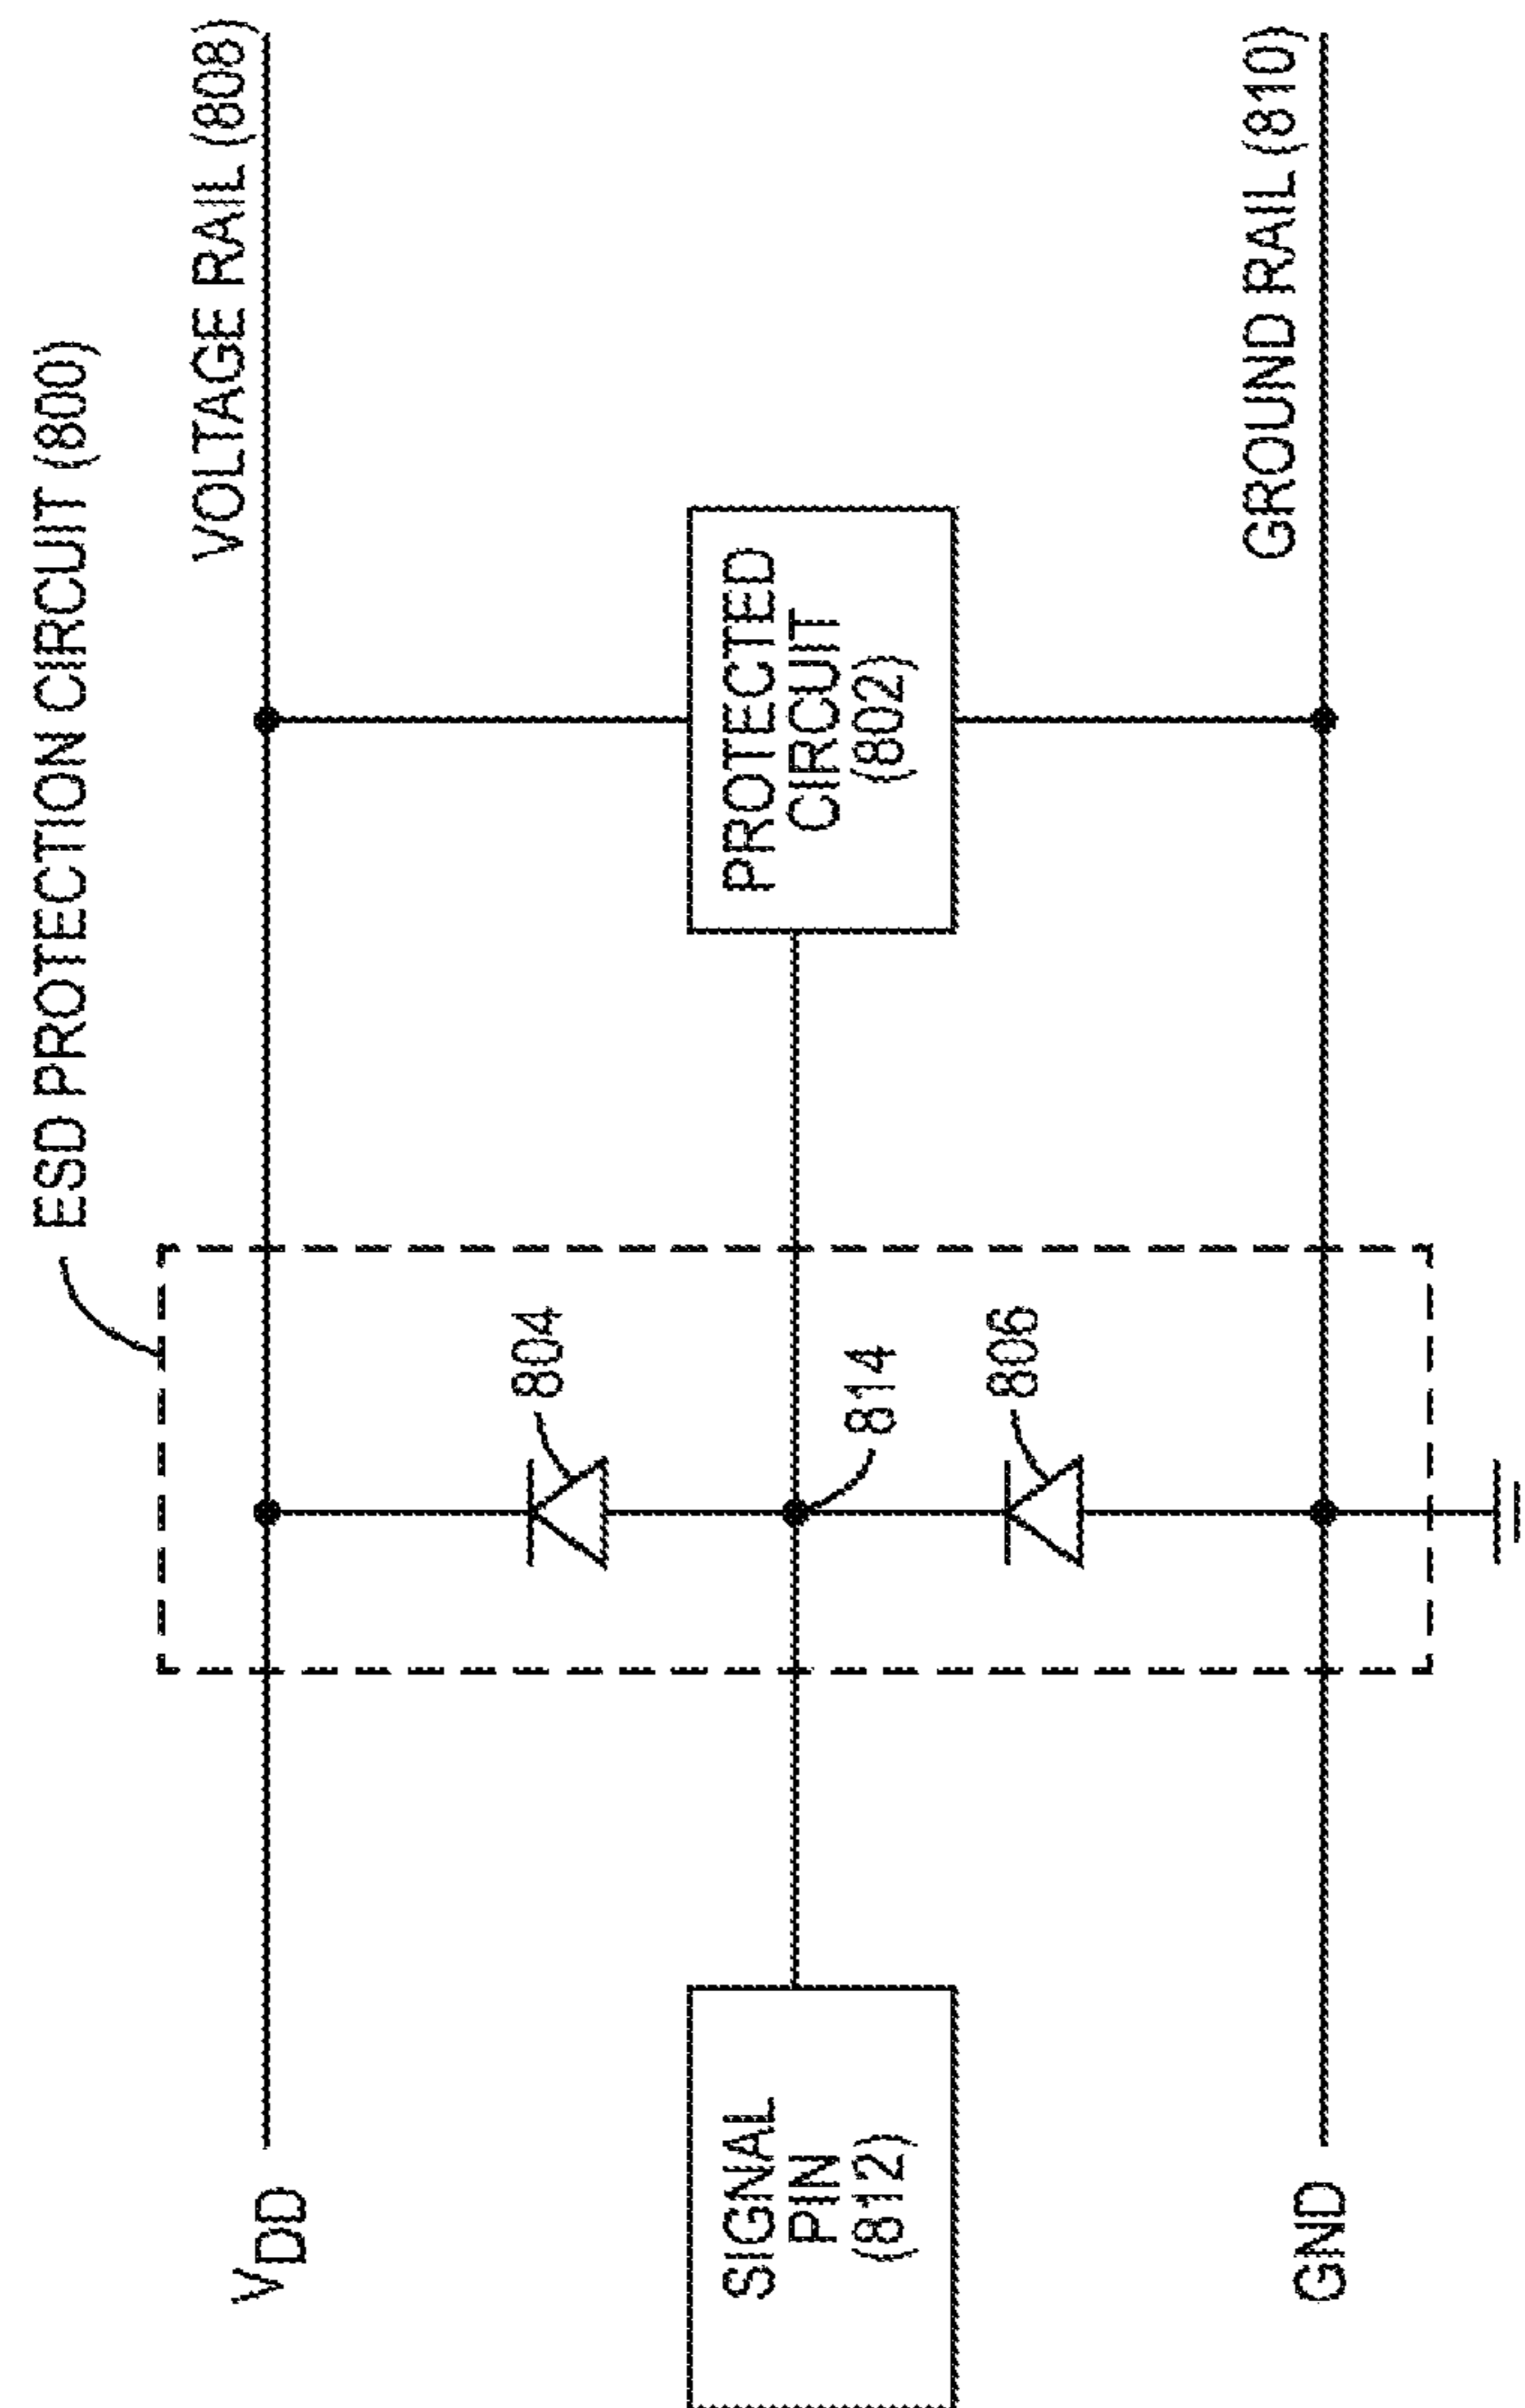 ESD PROTECTION CIRCUIT (800)
V_DD
VOLTAGE RAIL (808)
804
SIGNAL
PIN
(812)
814
PROTECTED
CIRCUIT
(802)
806
GND
GROUND RAIL (810)